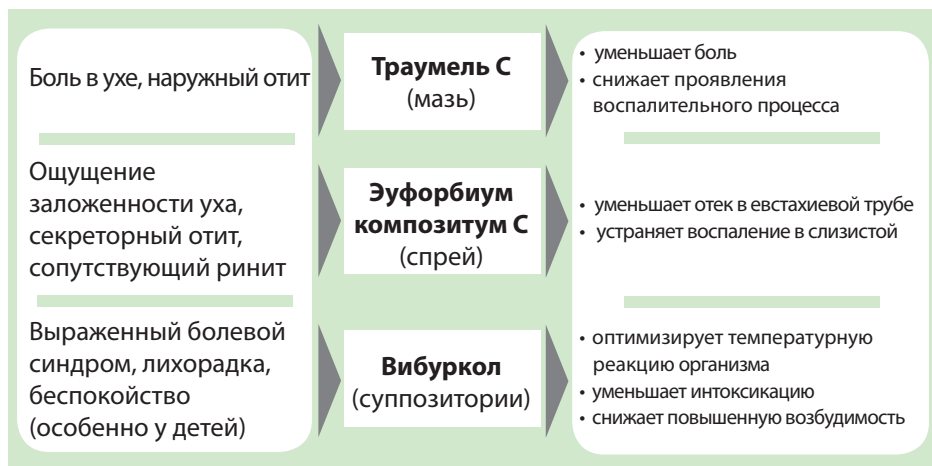 Боль в ухе, наружный отит
Траумель С
(мазь)
• уменьшает боль
• снижает проявления
воспалительного процесса
Ощущение
заложенности уха,
секреторный отит,
сопутствующий ринит
Эуфорбиум
композитум С
(спрей)
• уменьшает отек в евстахиевой трубе
• устраняет воспаление в слизистой
Выраженный болевой
синдром, лихорадка,
беспокойство
(особенно у детей)
Вибуркол
(суппозитории)
• оптимизирует температурную
реакцию организма
• уменьшает интоксикацию
• снижает повышенную возбудимость